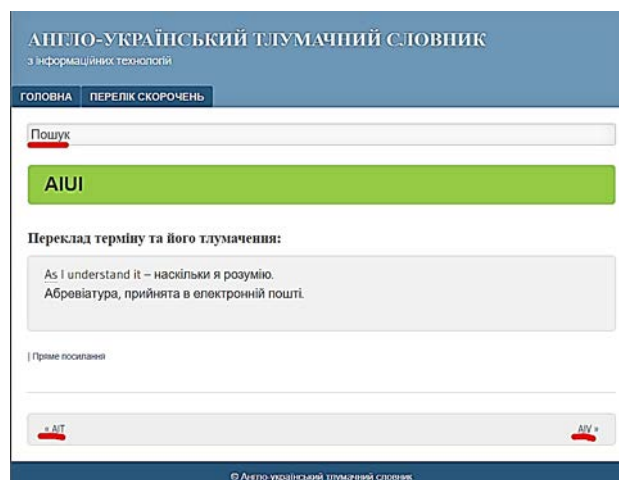 АНГЛО-УКРАЇНСЬКИЙ ТЛУМАЧНИЙ СЛОВНИК
з інформаційних технологій
ГОЛОВНА ПЕРЕЛІК СКОРОЧЕНЬ
Пошук
AIUI
Переклад терміну та його тлумачення:
As I understand it – наскільки я розумію.
Абревіатура, прийнята в електронній пошті.
| Пряме посилання
« AIT AIV »
© Англо-український тлумачний словник